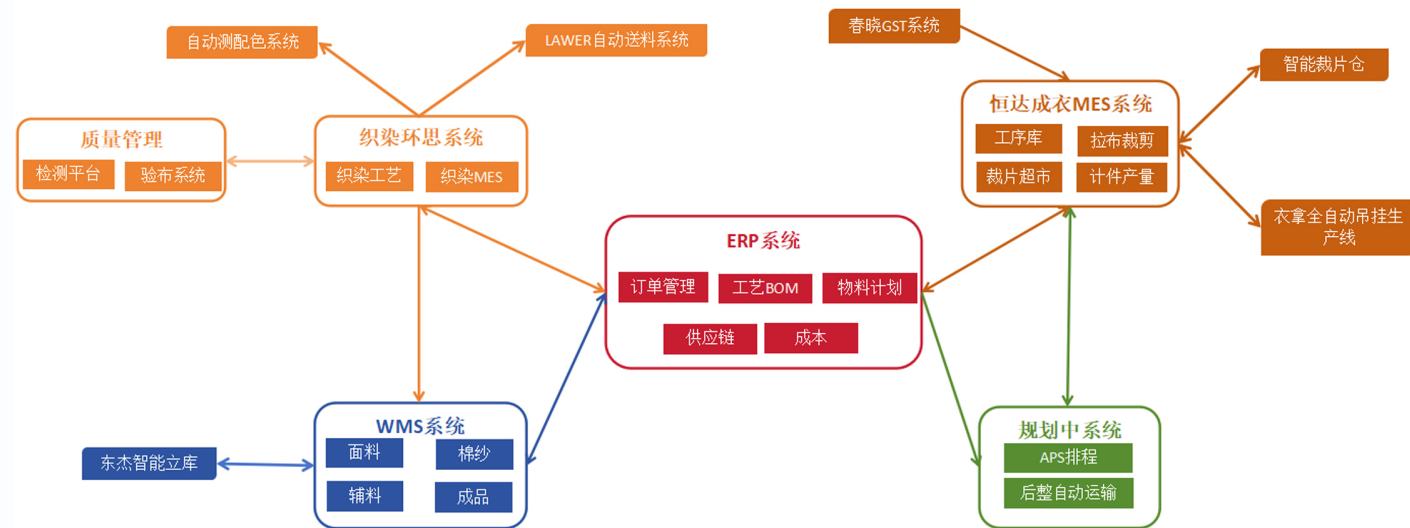 自动测配色系统
LAWER自动送料系统
春晓GST系统
智能裁片仓
质量管理
检测平台
验布系统
织染环思系统
织染工艺
织染MES
恒达成衣MES系统
工序库
拉布裁剪
裁片超市
计件产量
衣拿全自动吊挂生
产线
ERP系统
订单管理
工艺BOM
物料计划
供应链
成本
WMS系统
面料
棉纱
辅料
成品
东杰智能立库
规划中系统
APS排程
后整自动运输